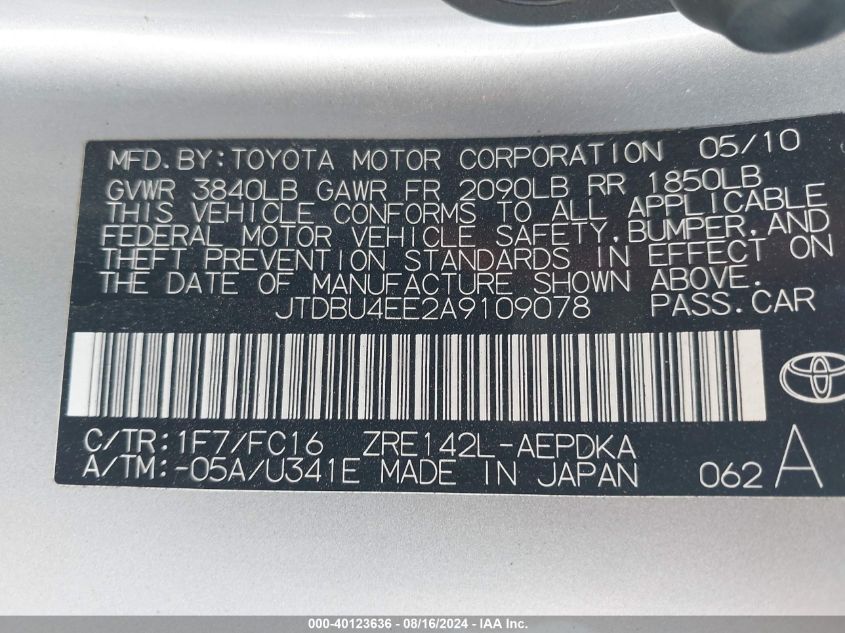 MFD. BY: TOYOTA MOTOR CORPORATION 05/10
GVWR 3840LB GAWR FR 2090LB RR 1850LB
THIS VEHICLE CONFORMS TO ALL APPLICABLE
FEDERAL MOTOR VEHICLE SAFETY, BUMPER, AND
THEFT PREVENTION STANDARDS IN EFFECT ON
THE DATE OF MANUFACTURE SHOWN ABOVE.
JTDBU4EE2A9109078 PASS. CAR
C/TR: 1F7/FC16 ZRE142L-AEPDKA
A/TM: -05A/U341E MADE IN JAPAN 062 A
000-40123636 - 08/16/2024 - IAA Inc.